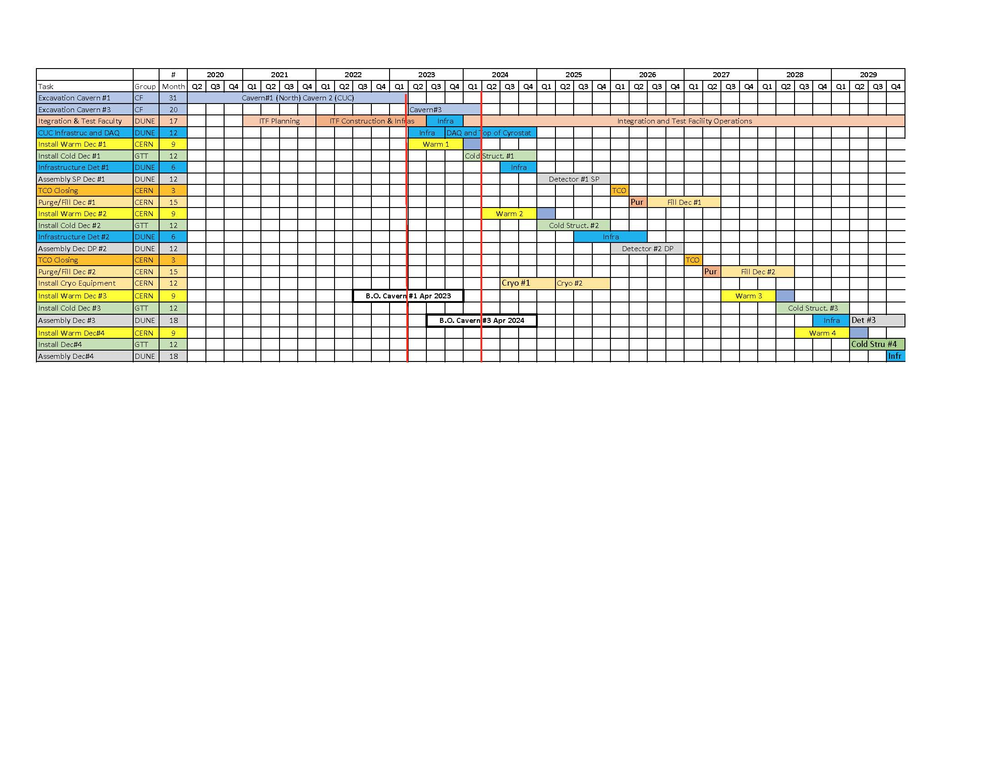 # 2020 2021 2022 2023 2024 2025 2026 2027 2028 2029
Task Group Month Q2 Q3 Q4 Q1 Q2 Q3 Q4 Q1 Q2 Q3 Q4 Q1 Q2 Q3 Q4 Q1 Q2 Q3 Q4 Q1 Q2 Q3 Q4 Q1 Q2 Q3 Q4 Q1 Q2 Q3 Q4 Q1 Q2 Q3 Q4 Q1 Q2 Q3 Q4
Excavation Cavern #1 CF 31 Cavern#1 (North) Cavern 2 (CUC)
Excavation Cavern #3 CF 20 Cavern#3
Itegration & Test Faculty DUNE 17 ITF Planning ITF Construction & Infras Infra Integration and Test Facility Operations
CUC Infrastruc and DAQ DUNE 12 Infra DAQ and Top of Cyrostat
Install Warm Dec #1 CERN 9 Warm 1
Install Cold Dec #1 GTT 12 Cold Struct. #1
Infrastructure Det #1 DUNE 6 Infra
Assembly SP Dec #1 DUNE 12 Detector #1 SP
TCO Closing CERN 3 TCO
Purge/Fill Dec #1 CERN 15 Pur Fill Dec #1
Install Warm Dec #2 CERN 9 Warm 2
Install Cold Dec #2 GTT 12 Cold Struct. #2
Infrastructure Det #2 DUNE 6 Infra
Assembly Dec DP #2 DUNE 12 Detector #2 DP
TCO Closing CERN 3 TCO
Purge/Fill Dec #2 CERN 15 Pur Fill Dec #2
Install Cryo Equipment CERN 12 Cryo #1 Cryo #2
Install Warm Dec #3 CERN 9 B.O. Cavern #1 Apr 2023 Warm 3
Install Cold Dec #3 GTT 12 Cold Struct. #3
Assembly Dec #3 DUNE 18 B.O. Cavern #3 Apr 2024 Infra Det #3
Install Warm Dec#4 CERN 9 Warm 4
Install Dec#4 GTT 12 Cold Stru #4
Assembly Dec#4 DUNE 18 Infr